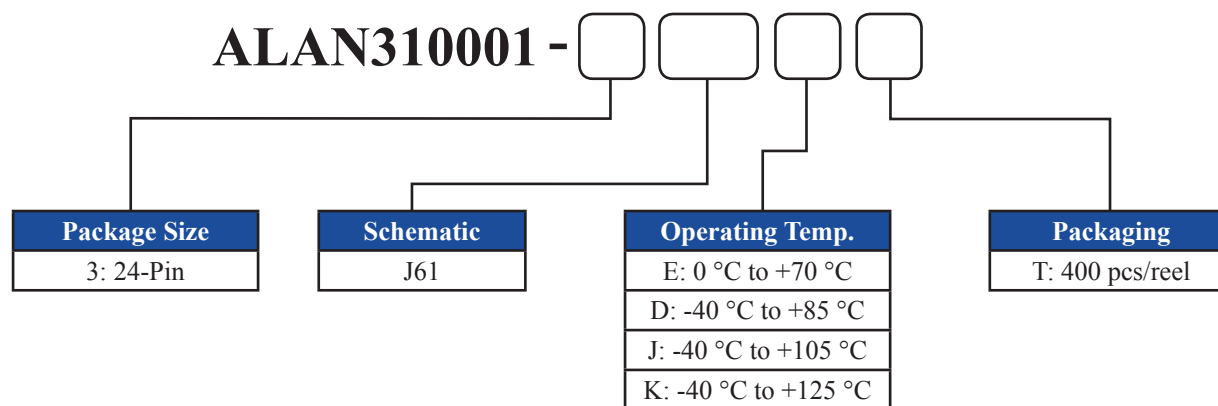 ALAN310001 -
Package Size
3: 24-Pin
Schematic
J61
Operating Temp.
E: 0 °C to +70 °C
D: -40 °C to +85 °C
J: -40 °C to +105 °C
K: -40 °C to +125 °C
Packaging
T: 400 pcs/reel